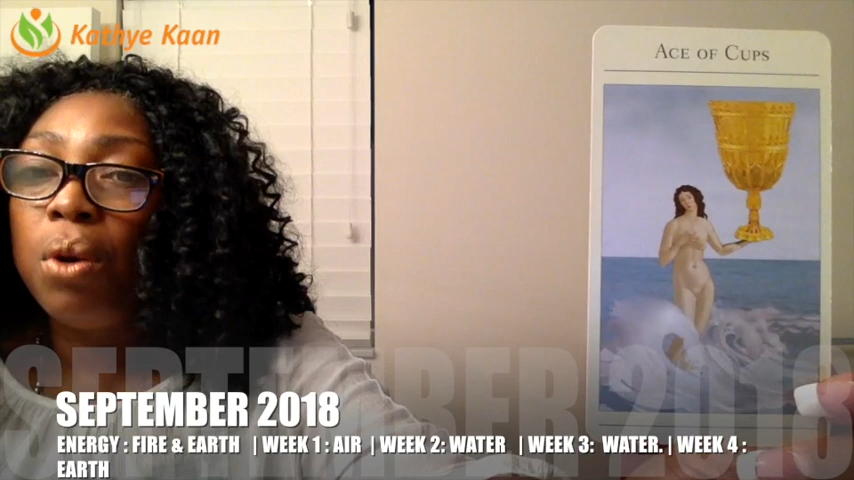 Kathye Kaan
ACE OF CUPS
SEPTEMBER 2018
SEPTEMBER 2018
ENERGY : FIRE & EARTH | WEEK 1 : AIR | WEEK 2: WATER | WEEK 3: WATER. | WEEK 4 :
EARTH